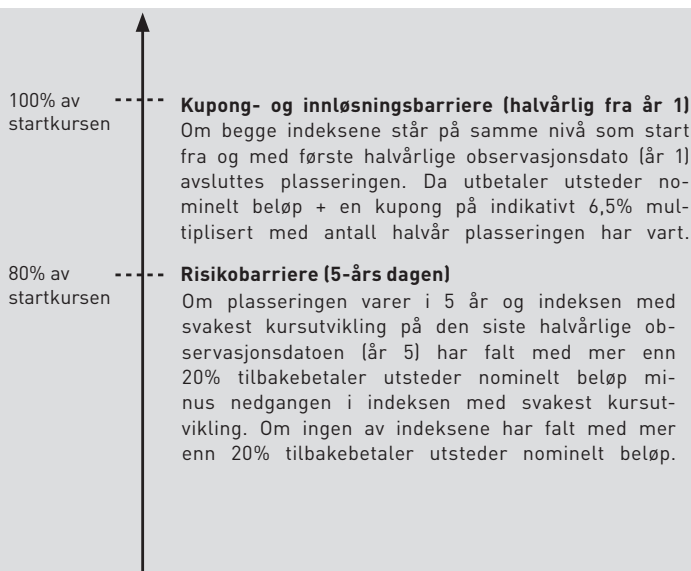 100% av
startkursen
Kupong- og innløsningsbarriere (halvårlig fra år 1)
Om begge indeksene står på samme nivå som start
fra og med første halvårlige observasjonsdato (år 1)
avsluttes plasseringen. Da utbetaler utsteder no-
minelt beløp + en kupong på indikativt 6,5% mul-
tiplisert med antall halvår plasseringen har vart.
80% av
startkursen
Risikobarriere (5-års dagen)
Om plasseringen varer i 5 år og indeksen med
svakest kursutvikling på den siste halvårlige ob-
servasjonsdatoen (år 5) har falt med mer enn
20% tilbakebetaler utsteder nominelt beløp mi-
nus nedgangen i indeksen med svakest kursut-
vikling. Om ingen av indeksene har falt med mer
enn 20% tilbakebetaler utsteder nominelt beløp.